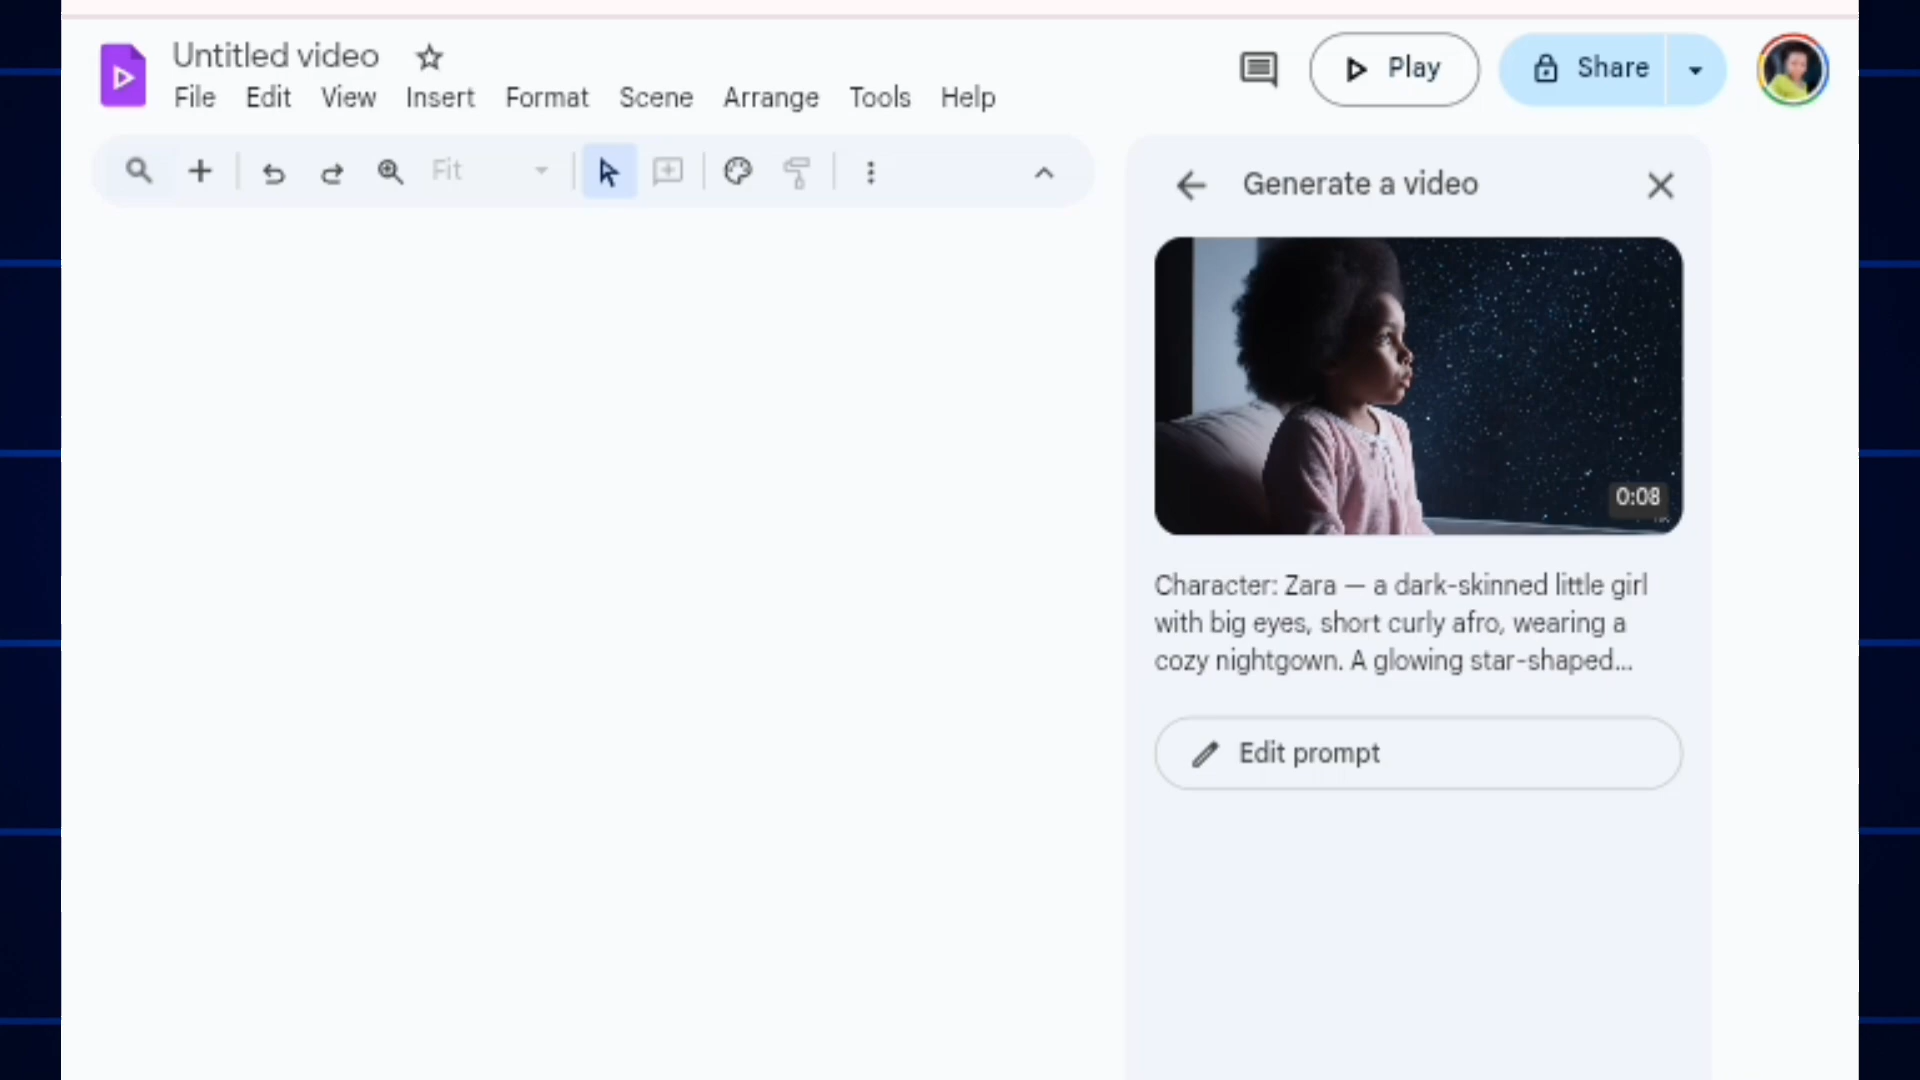 Untitled video
File Edit View Insert Format Scene Arrange Tools Help
Play
Share
Fit
Generate a video
0:08
Character: Zara — a dark-skinned little girl
with big eyes, short curly afro, wearing a
cozy nightgown. A glowing star-shaped...
Edit prompt